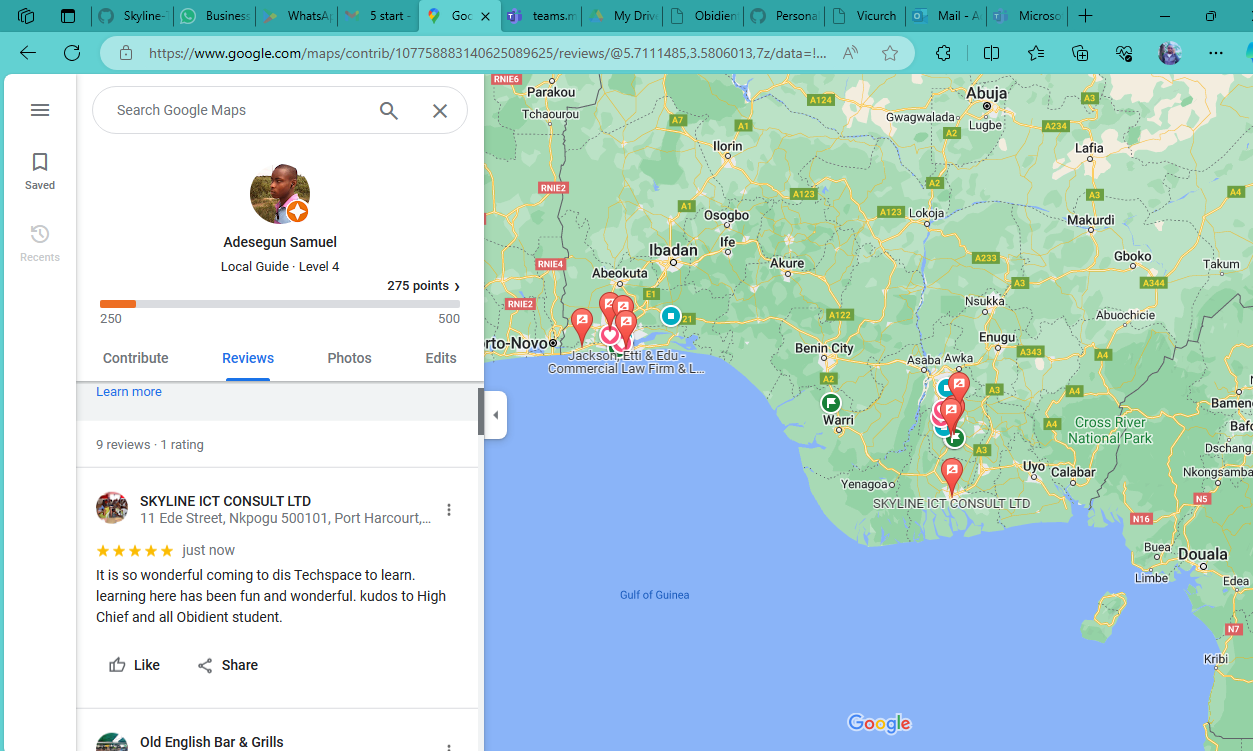 Skyline-
Business
WhatsA
5 start -
Goo
teams.m
My Driv
Obidien
Persona
Vicurch
Mail - A
Microso
https://www.google.com/maps/contrib/107758883140625089625/reviews/@5.7111485,3.5806013,7z/data=!...
Search Google Maps
Saved
Recents
Adesegun Samuel
Local Guide · Level 4
275 points
250
500
Contribute
Reviews
Photos
Edits
Learn more
9 reviews · 1 rating
SKYLINE ICT CONSULT LTD
11 Ede Street, Nkpogu 500101, Port Harcourt,...
just now
It is so wonderful coming to dis Techspace to learn.
learning here has been fun and wonderful. kudos to High
Chief and all Obidient student.
Like
Share
Old English Bar & Grills
RNIE6
Parakou
Tchaourou
A124
Abuja
A3
Gwagwalada
Lugbe
A7
A1
A2
A234
Ilorin
Lafia
RNIE2
A123
A2
A3
A4
A1
Osogbo
A123
Lokoja
Makurdi
Ibadan
Ife
Akure
A233
Gboko
Takum
RNIE4
Abeokuta
A3
A344
E1
RNIE2
Nsukka
Abuochicie
A122
orto-Novo
Benin City
Enugu
A343
A4
Jackson, Etti & Edu -
Commercial Law Firm & L...
Asaba
Awka
A2
A3
A4
Bamen
Warri
A4
Cross River
National Park
Bafo
Dschang
A3
Uyo
Calabar
Nkongsamba
Yenagoa
SKYLINE ICT CONSULT LTD
N5
N16
Buea
Douala
Limbe
Edea
Gulf of Guinea
N7
Kribi
Google